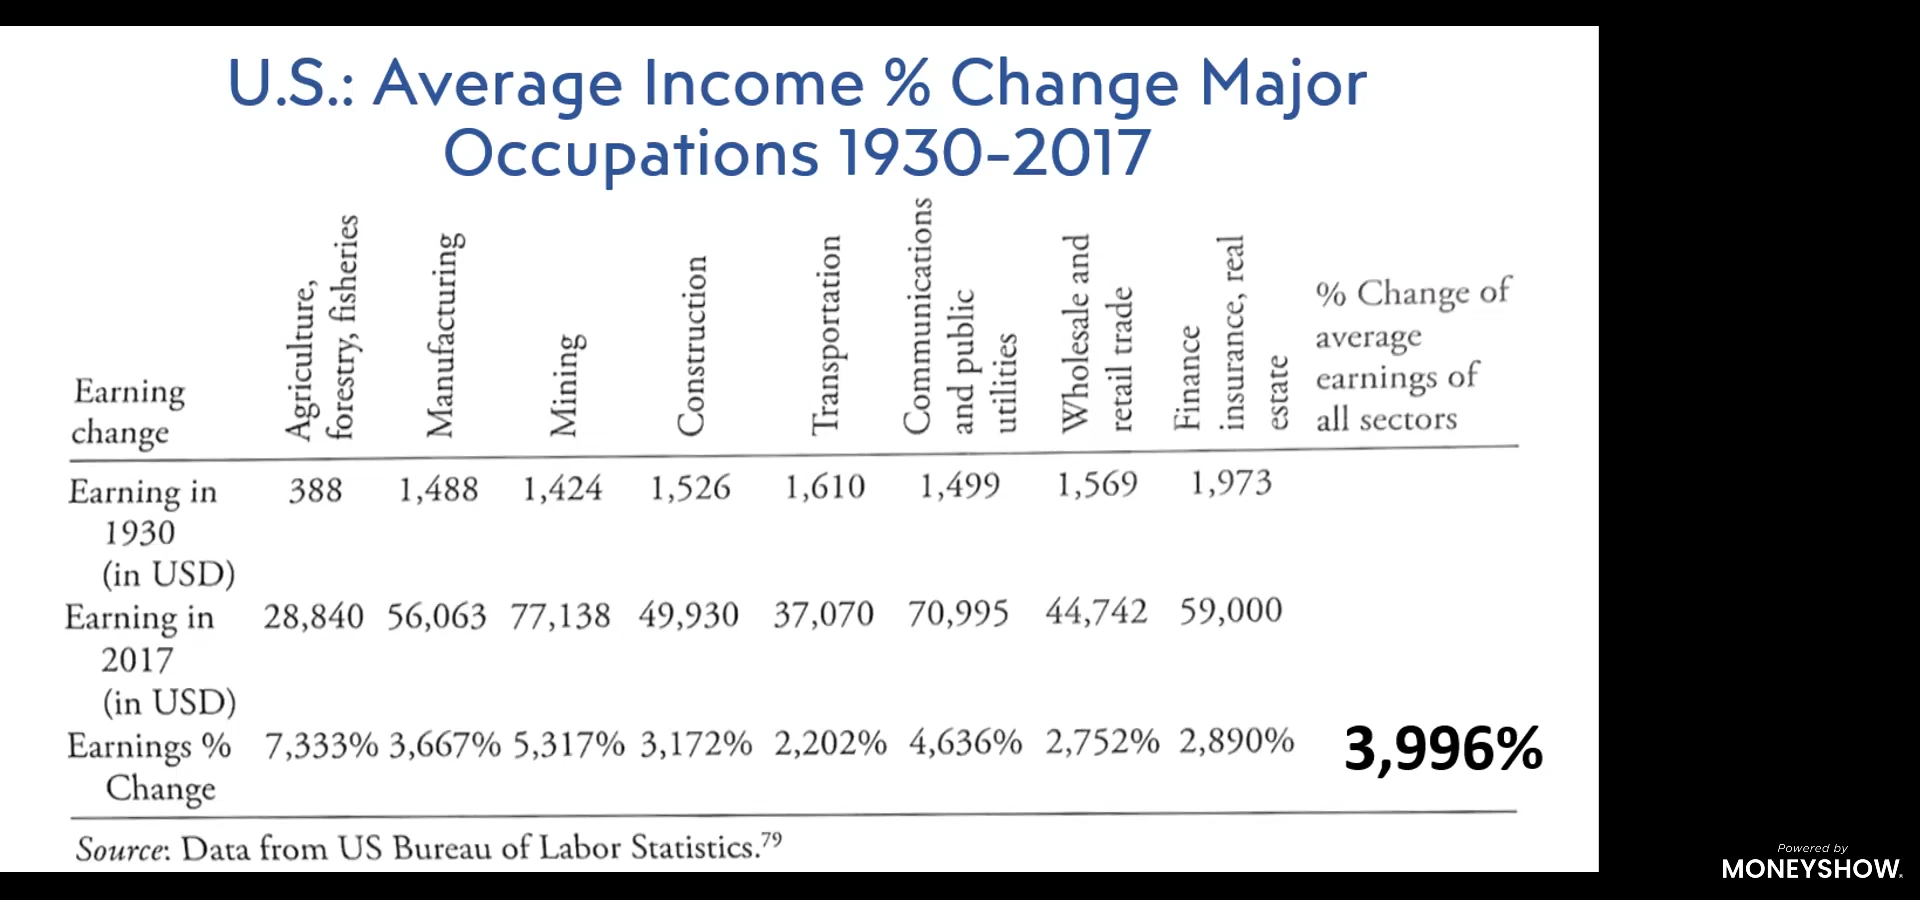 U.S.: Average Income % Change Major
Occupations 1930-2017
Earning
change
Agriculture,
forestry, fisheries
Manufacturing
Mining
Construction
Transportation
Communications
and public
utilities
Wholesale and
retail trade
Finance
insurance, real
estate
% Change of
average
earnings of
all sectors
Earning in 388 1,488 1,424 1,526 1,610 1,499 1,569 1,973
1930
(in USD)
Earning in 28,840 56,063 77,138 49,930 37,070 70,995 44,742 59,000
2017
(in USD)
Earnings % 7,333% 3,667% 5,317% 3,172% 2,202% 4,636% 2,752% 2,890% 3,996%
Change
Source: Data from US Bureau of Labor Statistics.79
Powered by
MONEYSHOW.